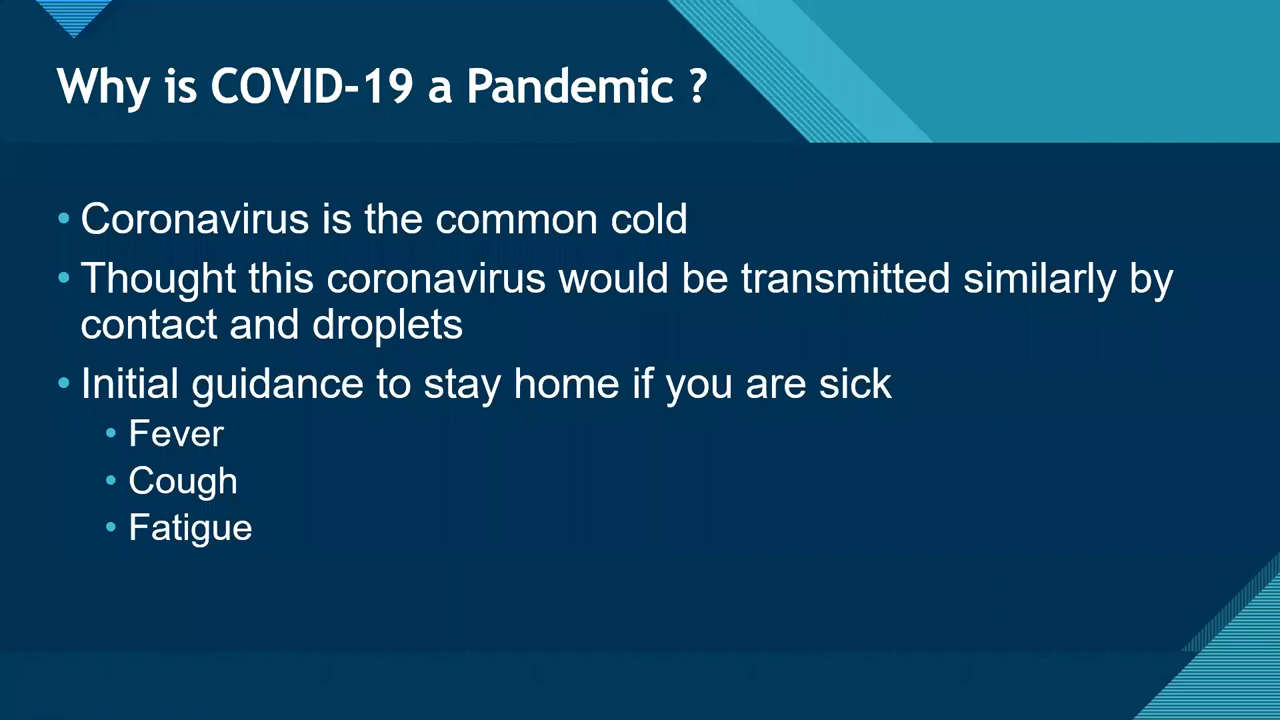 Why is COVID-19 a Pandemic ?
• Coronavirus is the common cold
• Thought this coronavirus would be transmitted similarly by
contact and droplets
• Initial guidance to stay home if you are sick
• Fever
• Cough
• Fatigue